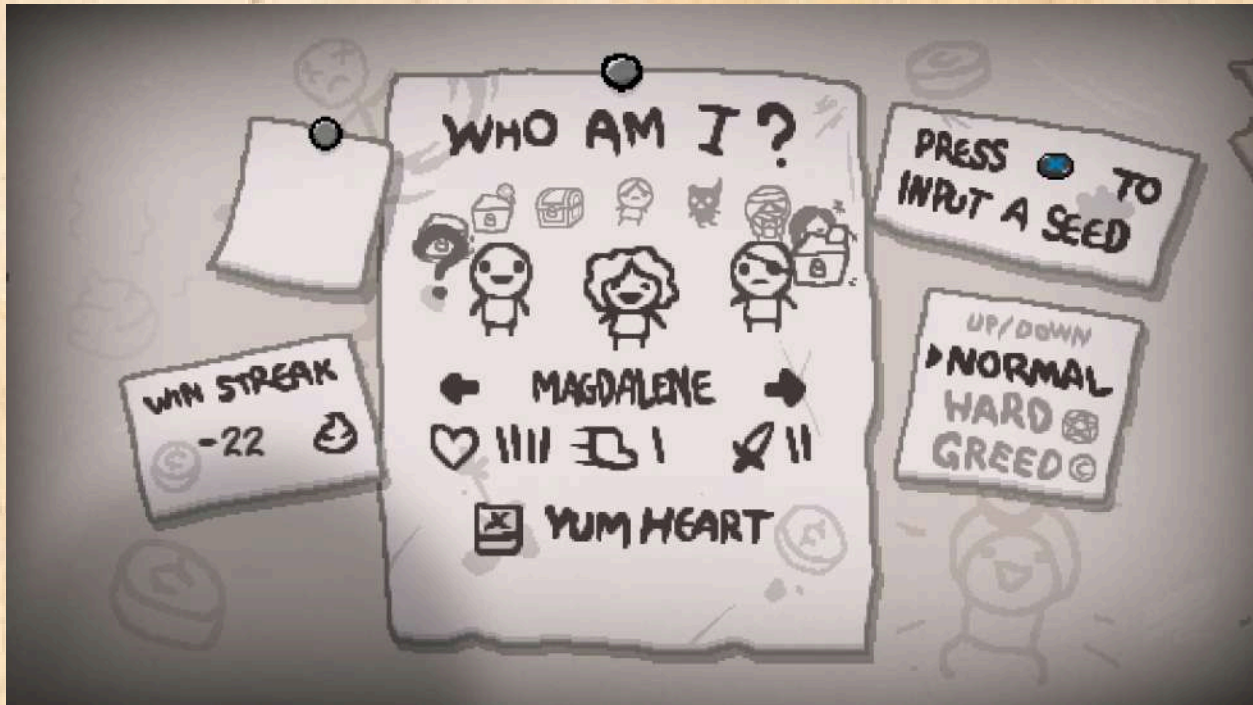 WHO AM I?
PRESS X TO
INPUT A SEED
WIN STREAK
-22
MAGDALENE
UP/DOWN
NORMAL
HARD
GREED
YUM HEART